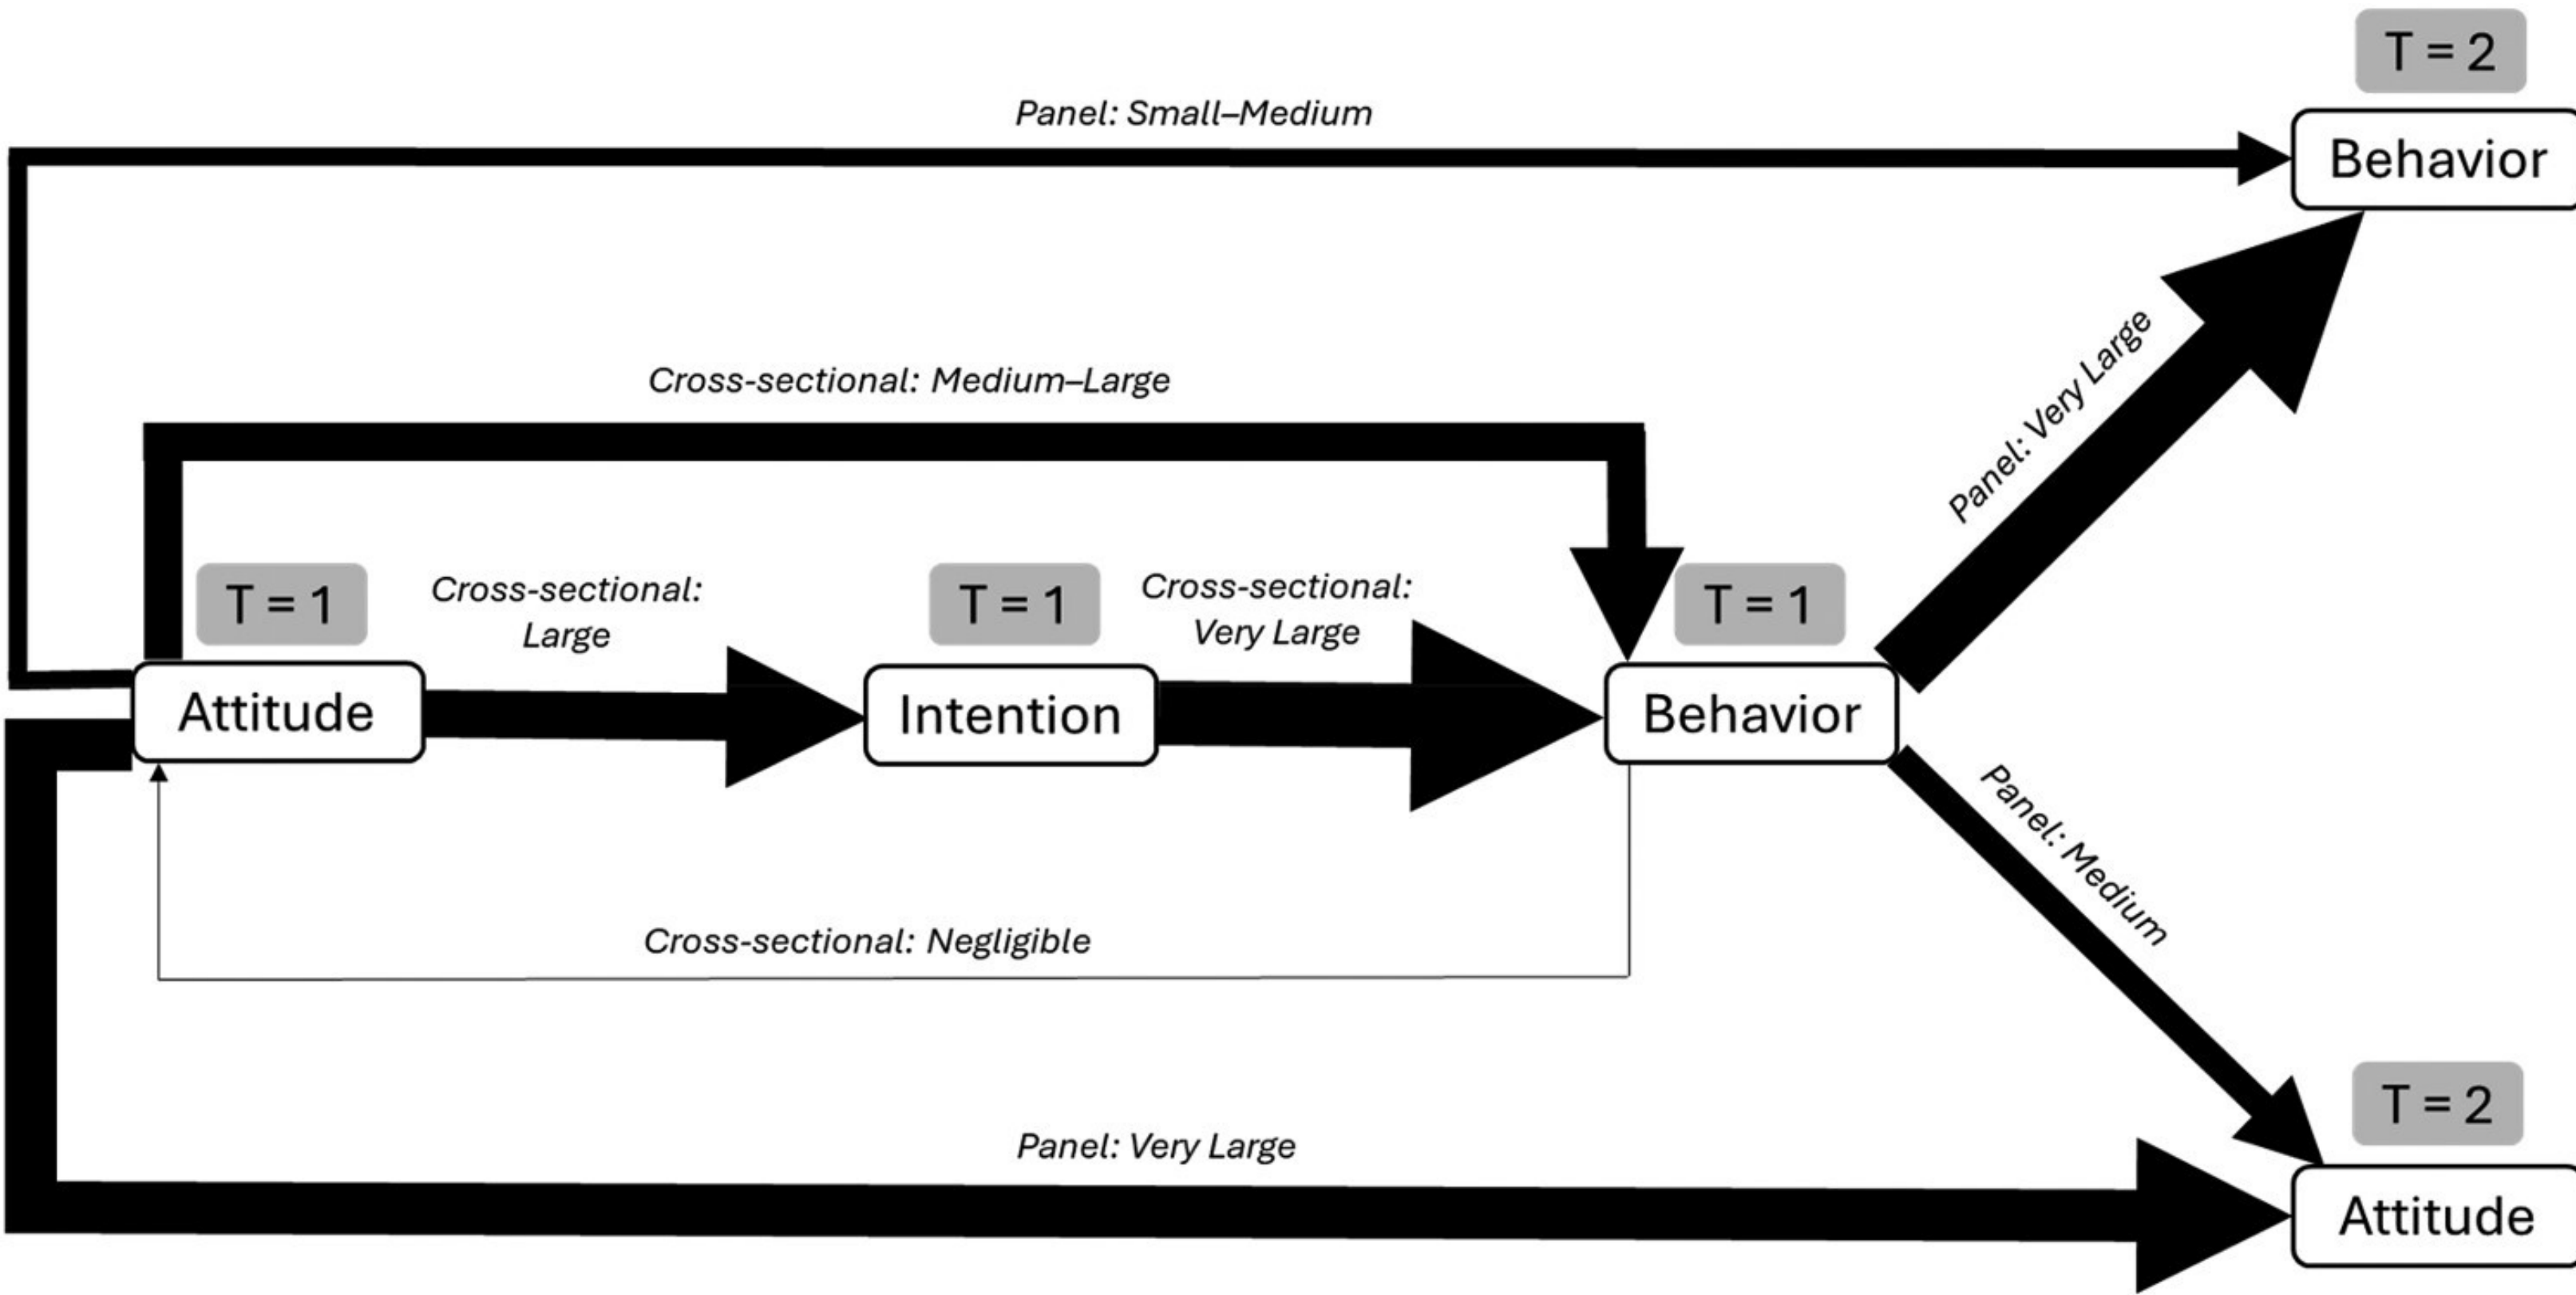 T = 2
Panel: Small–Medium
Behavior
Panel: Very Large
Cross-sectional: Medium–Large
T = 1
Cross-sectional:
Large
T = 1
Cross-sectional:
Very Large
T = 1
Attitude
Intention
Behavior
Panel: Medium
Cross-sectional: Negligible
T = 2
Panel: Very Large
Attitude